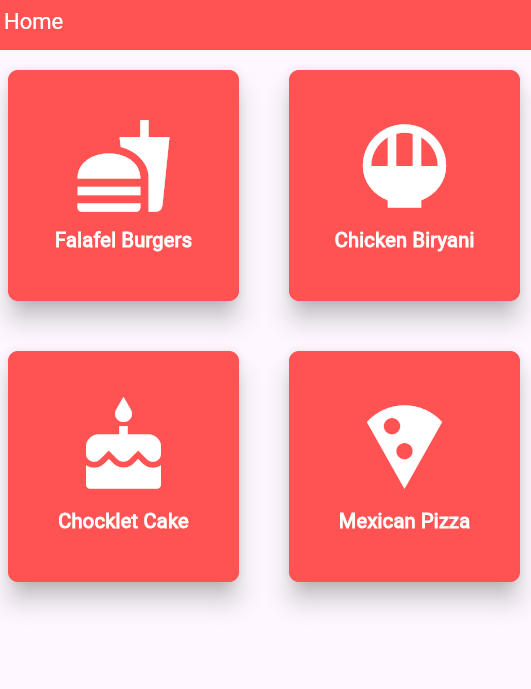 Home
Falafel Burgers
Chicken Biryani
Chocklet Cake
Mexican Pizza